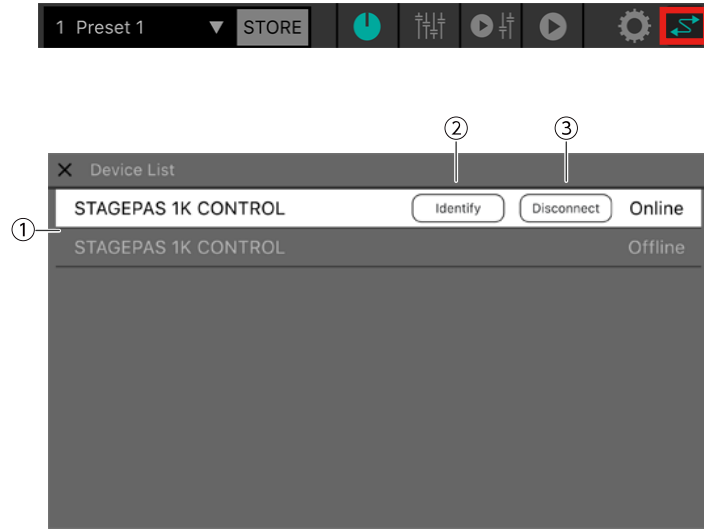 1 Preset 1 ▼ STORE
② ③
× Device List
STAGEPAS 1K CONTROL Identify Disconnect Online
①
STAGEPAS 1K CONTROL Offline